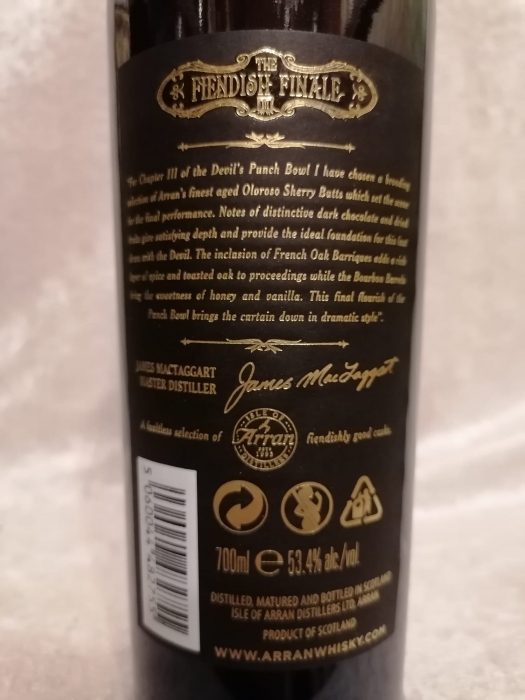 THE
FIENDISH FINALE
III
"For Chapter III of the Devil's Punch Bowl I have chosen a brooding
selection of Arran's finest aged Oloroso Sherry Butts which set the scene
for the final performance. Notes of distinctive dark chocolate and dried
fruits give satisfying depth and provide the ideal foundation for this last
dram with the Devil. The inclusion of French Oak Barriques adds a rich
layer of spice and toasted oak to proceedings while the Bourbon Barrels
bring the sweetness of honey and vanilla. This final flourish of the
Punch Bowl brings the curtain down in dramatic style".
JAMES MACTAGGART
MASTER DISTILLER
James MacTaggart
A faultless selection of
ISLE OF
Arran
ESTD
1995
DISTILLERS
fiendishly good casks.
700ml e 53.4% alc/vol
DISTILLED, MATURED AND BOTTLED IN SCOTLAND
ISLE OF ARRAN DISTILLERS LTD, ARRAN,
PRODUCT OF SCOTLAND
WWW.ARRANWHISKY.COM